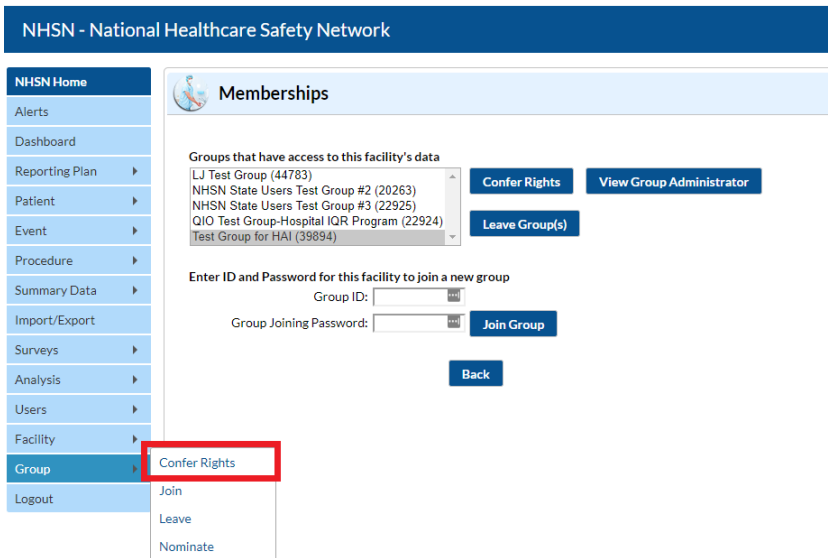 NHSN - National Healthcare Safety Network
NHSN Home
Alerts
Dashboard
Reporting Plan
Patient
Event
Procedure
Summary Data
Import/Export
Surveys
Analysis
Users
Facility
Group
Logout
Confer Rights
Join
Leave
Nominate
Memberships
Groups that have access to this facility's data
LJ Test Group (44783)
NHSN State Users Test Group #2 (20263)
NHSN State Users Test Group #3 (22925)
QIO Test Group-Hospital IQR Program (22924)
Test Group for HAI (39894)
Confer Rights
View Group Administrator
Leave Group(s)
Enter ID and Password for this facility to join a new group
Group ID:
Group Joining Password:
Join Group
Back